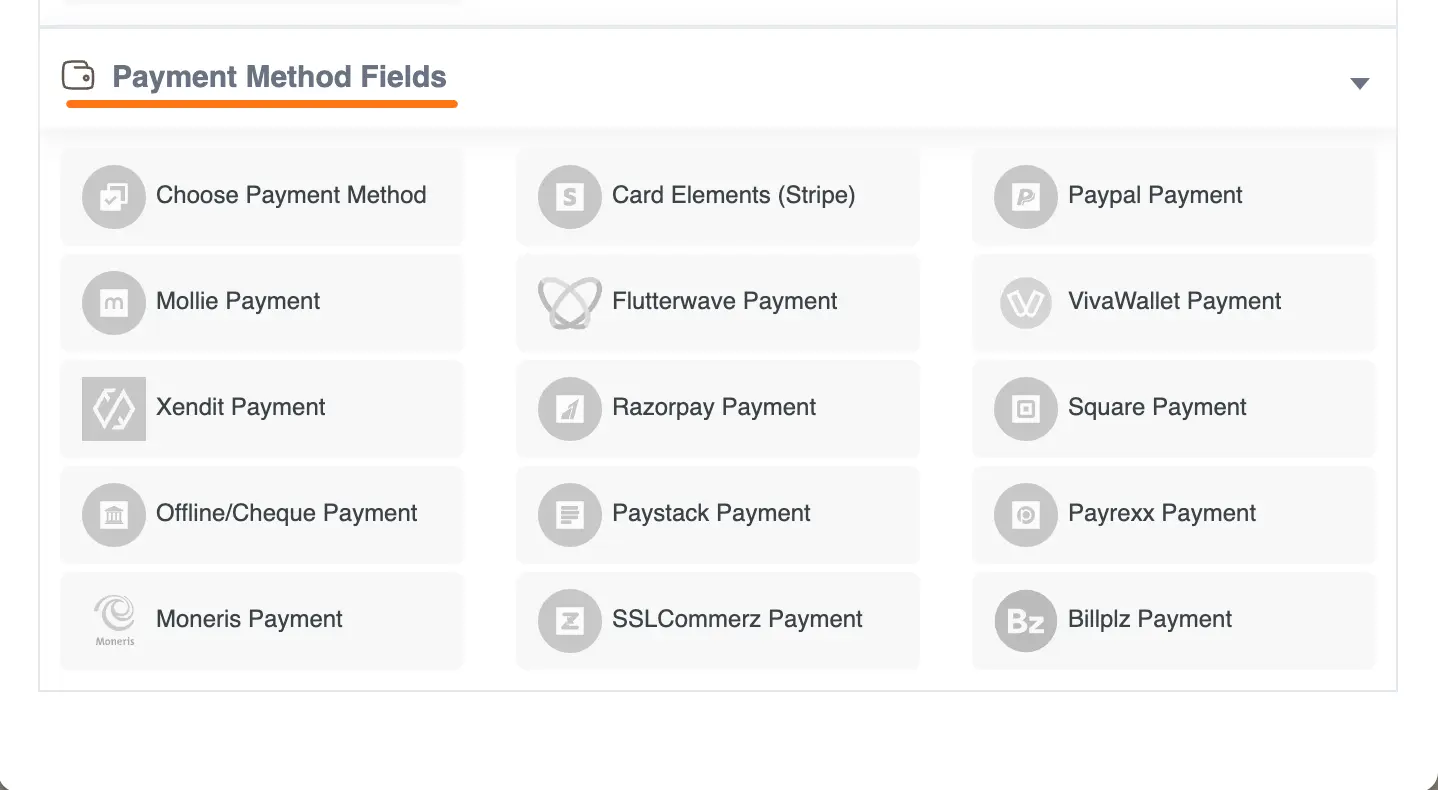 Payment Method Fields
Choose Payment Method
S
Card Elements (Stripe)
P
Paypal Payment
m
Mollie Payment
Flutterwave Payment
VivaWallet Payment
Xendit Payment
Razorpay Payment
Square Payment
Offline/Cheque Payment
Paystack Payment
P
Payrexx Payment
Moneris
Moneris Payment
SSLCommerz Payment
Bz
Billplz Payment